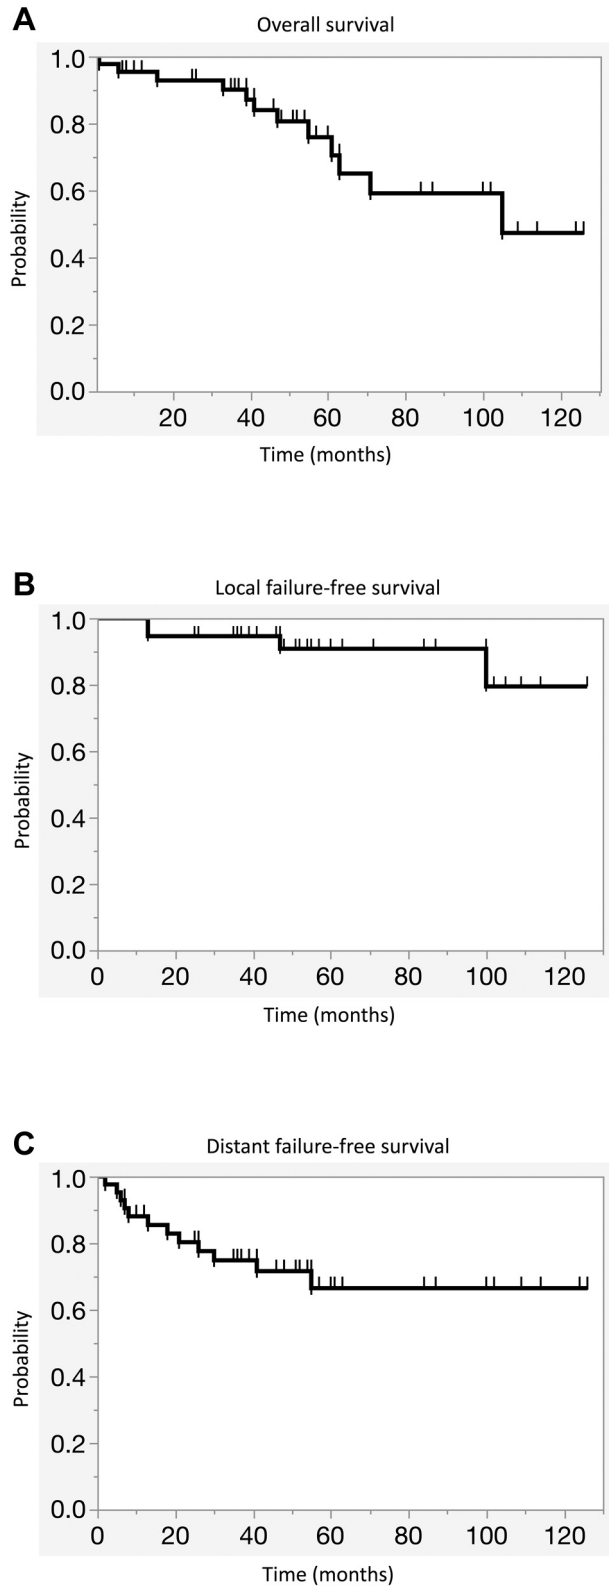 A
Overall survival
1.0
0.8
0.6
0.4
0.2
0.0
Probability
20 40 60 80 100 120
Time (months)
B
Local failure-free survival
1.0
0.8
0.6
0.4
0.2
0.0
Probability
0 20 40 60 80 100 120
Time (months)
C
Distant failure-free survival
1.0
0.8
0.6
0.4
0.2
0.0
Probability
0 20 40 60 80 100 120
Time (months)